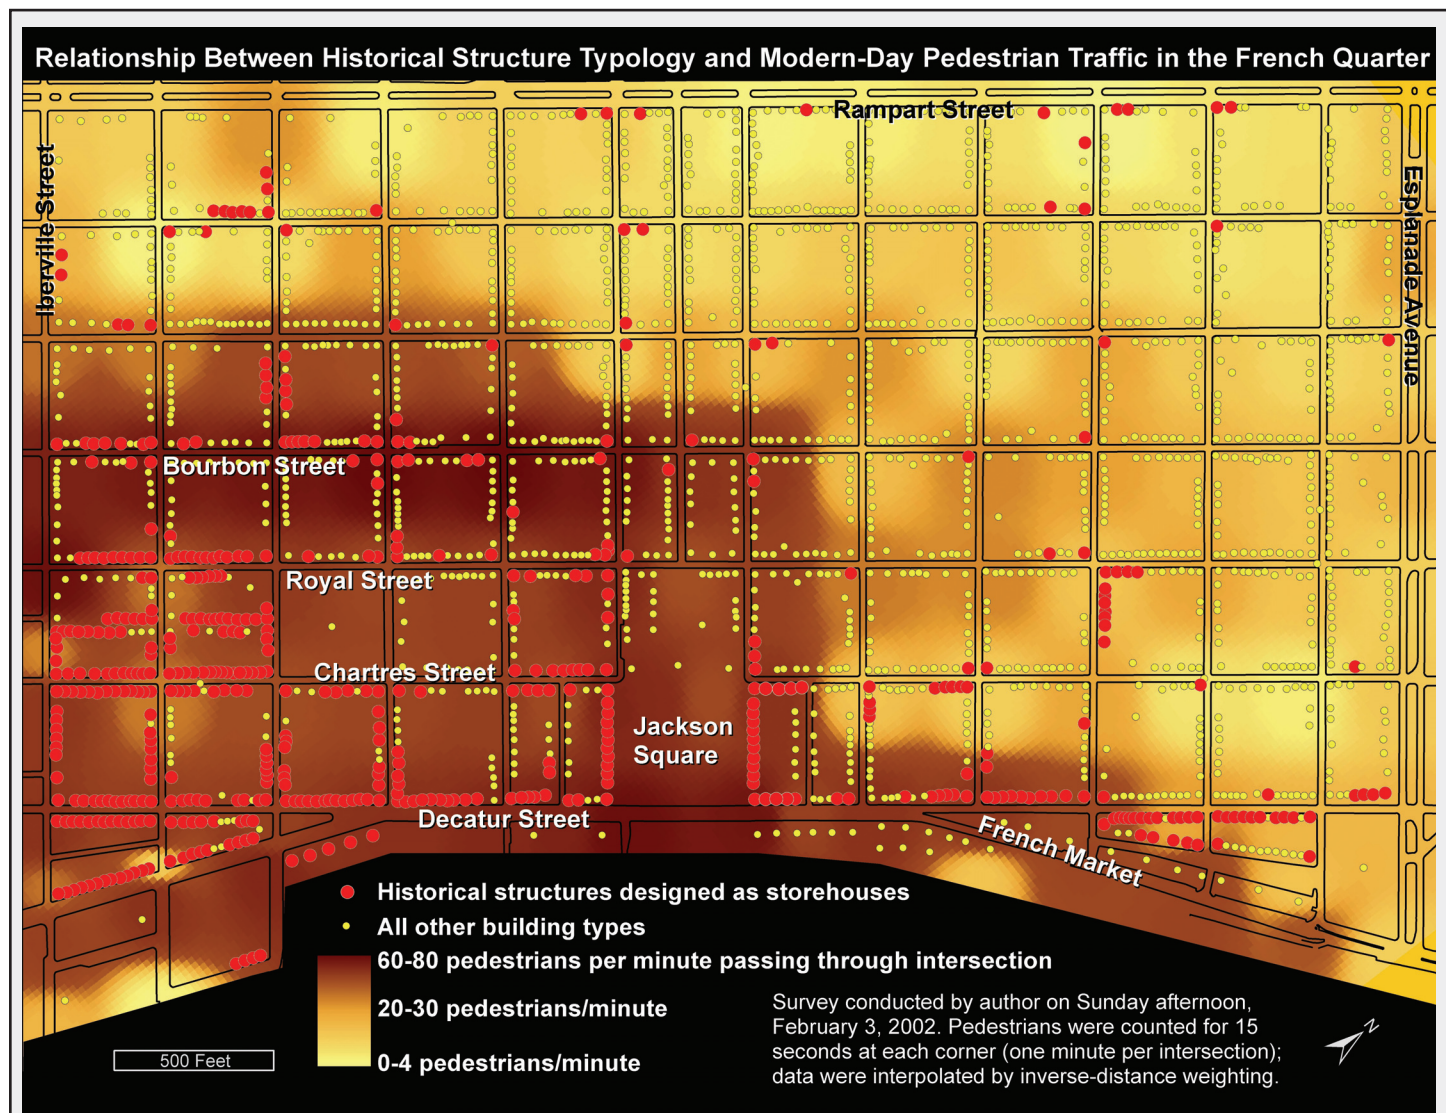 Relationship Between Historical Structure Typology and Modern-Day Pedestrian Traffic in the French Quarter
Rampart Street
Iberville Street
Esplanade Avenue
Bourbon Street
Royal Street
Chartres Street
Jackson
Square
Decatur Street
French Market
Historical structures designed as storehouses
All other building types
60-80 pedestrians per minute passing through intersection
20-30 pedestrians/minute
0-4 pedestrians/minute
Survey conducted by author on Sunday afternoon,
February 3, 2002. Pedestrians were counted for 15
seconds at each corner (one minute per intersection);
data were interpolated by inverse-distance weighting.
500 Feet
N